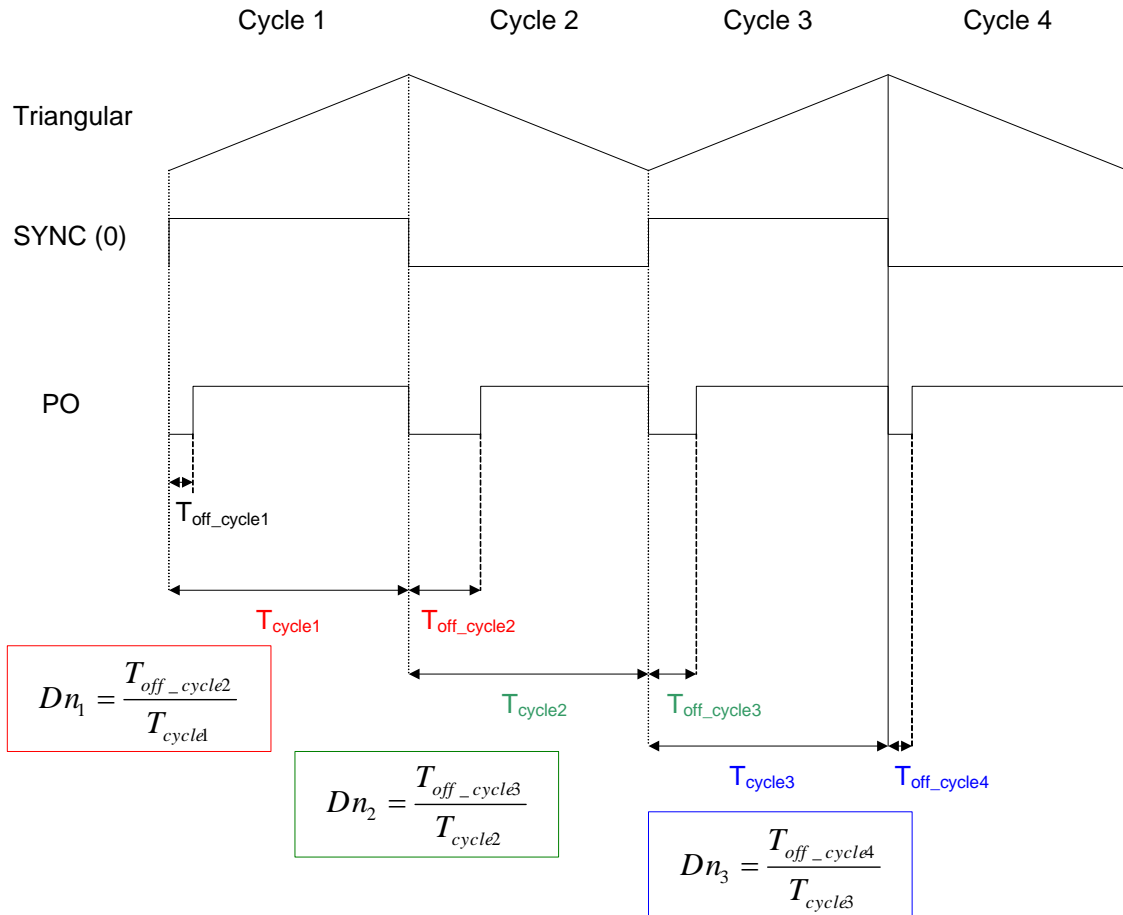 Cycle 1 Cycle 2 Cycle 3 Cycle 4
Triangular
SYNC (0)
PO
Toff_cycle1
Tcycle1 Toff_cycle2
Dn1 = Toff_cycle2 / Tcycle1
Tcycle2 Toff_cycle3
Dn2 = Toff_cycle3 / Tcycle2
Tcycle3 Toff_cycle4
Dn3 = Toff_cycle4 / Tcycle3